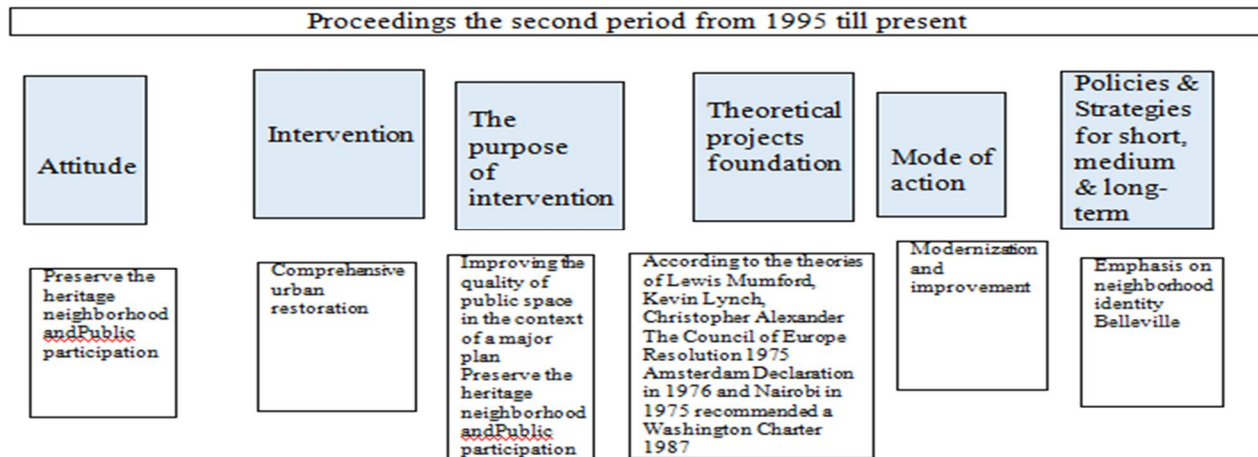 Proceedings the second period from 1995 till present
Attitude
Intervention
The
purpose
of
intervention
Theoretical
projects
foundation
Mode of
action
Policies &
Strategies
for short,
medium
& long-
term
Preserve the
heritage
neighborhood
andPublic
participation
Comprehensive
urban
restoration
Improving the
quality of
public space
in the context
of a major
plan
Preserve the
heritage
neighborhood
andPublic
participation
According to the theories
of Lewis Mumford,
Kevin Lynch,
Christopher Alexander
The Council of Europe
Resolution 1975
Amsterdam Declaration
in 1976 and Nairobi in
1975 recommended a
Washington Charter
1987
Modernization
and
improvement
Emphasis on
neighborhood
identity
Belleville